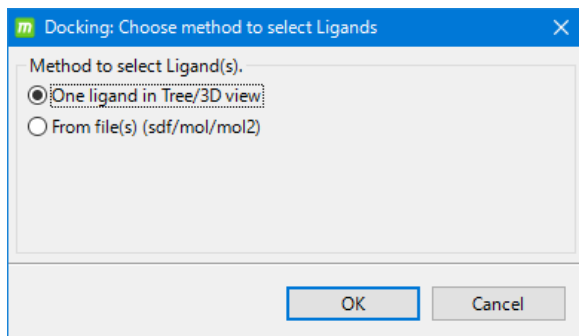 m Docking: Choose method to select Ligands
Method to select Ligand(s).
One ligand in Tree/3D view
From file(s) (sdf/mol/mol2)
OK Cancel